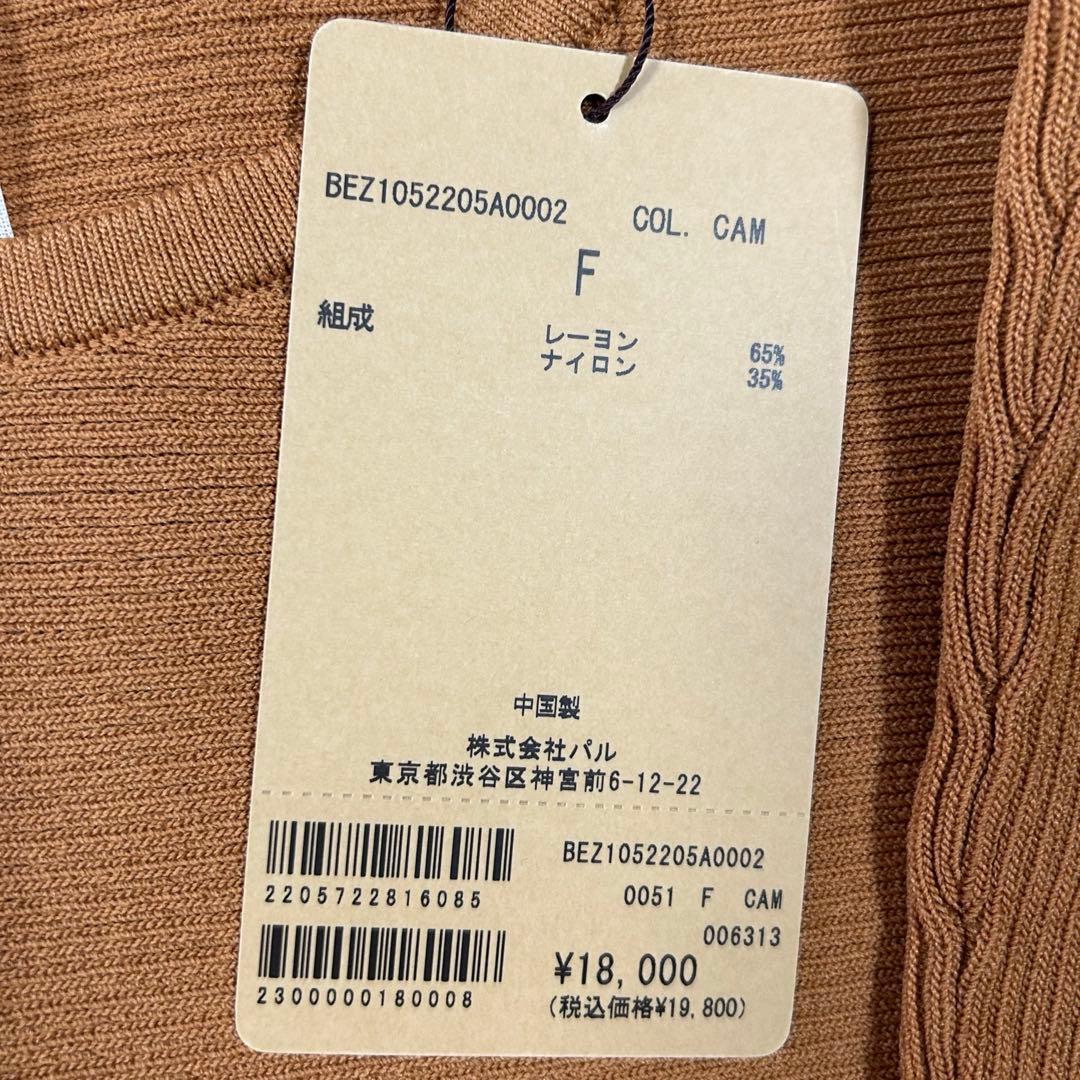 BEZ1052205A0002 COL. CAM
F
組成
レーヨン 65%
ナイロン 35%
中国製
株式会社パル
東京都渋谷区神宮前6-12-22
BEZ1052205A0002
2205722816085
0051 F CAM
006313
2300000180008
¥18,000
(税込価格¥19,800)